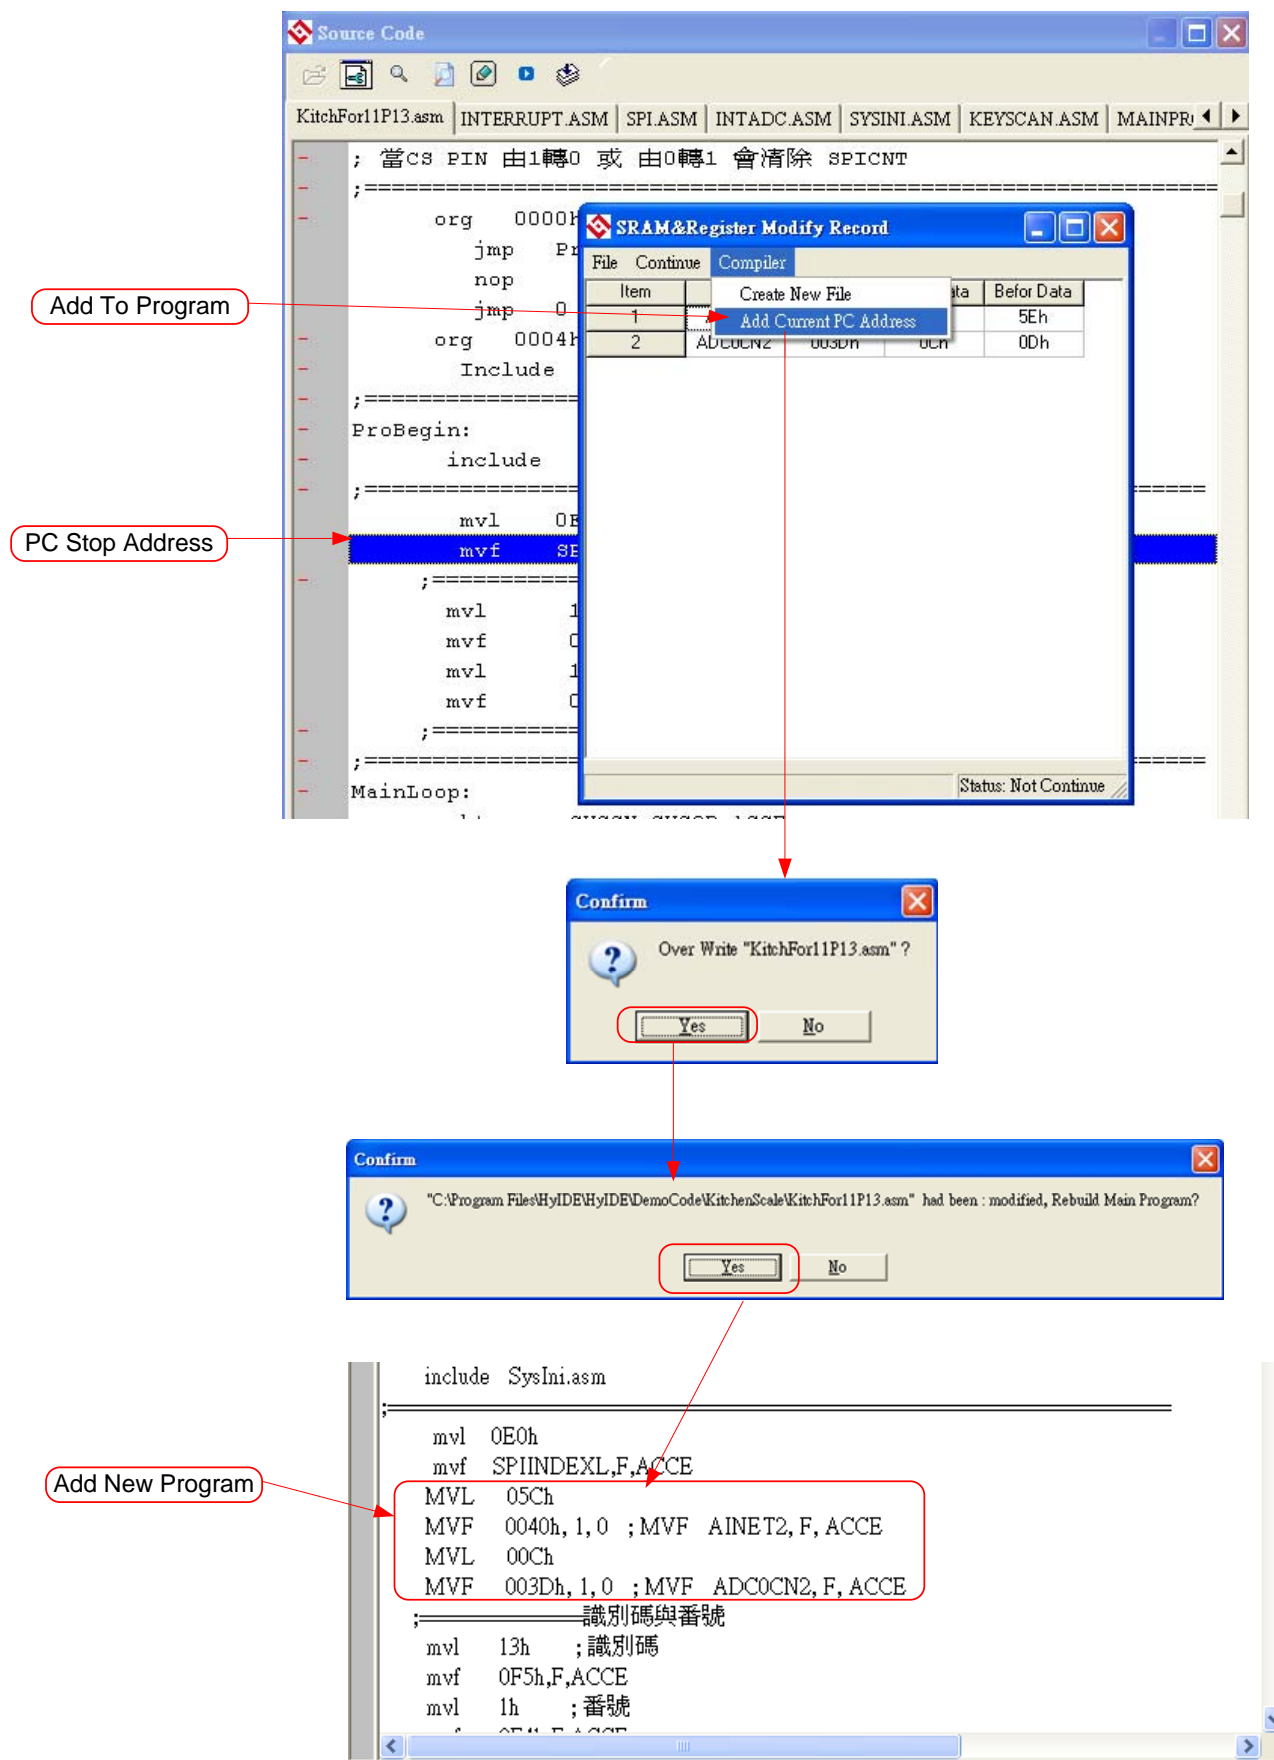 Source Code
KitchFor11P13.asm INTERRUPT.ASM SPI.ASM INTADC.ASM SYSINI.ASM KEYSCAN.ASM
; 當CS PIN 由1轉0 或 由0轉1 會清除 SPICNT
;===============================================================
org 0000h
jmp
nop
jmp 0
org 0004h
Include
;================
ProBegin:
include
;================
mvl
mvf
;===========
mvl
mvf
mvl
mvf
;===========
;================
MainLoop:
SRAM&Register Modify Record
File Continue Compiler
Create New File
Add Current PC Address
Item Befor Data
1 5Eh
2 ADC0CN2 003Dh 0Ch 0Dh
Status: Not Continue
Add To Program
PC Stop Address
Confirm
Over Write "KitchFor11P13.asm" ?
Yes No
Confirm
"C:\Program Files\HyIDE\HyIDE\DemoCode\KitchenScale\KitchFor11P13.asm" had been : modified, Rebuild Main Program?
Yes No
Add New Program
include SysIni.asm
;==============================
mvl 0E0h
mvf SPIINDEXL,F,ACCE
MVL 05Ch
MVF 0040h, 1, 0 ; MVF AINET2, F, ACCE
MVL 00Ch
MVF 003Dh, 1, 0 ; MVF ADC0CN2, F, ACCE
;==========識別碼與番號
mvl 13h ; 識別碼
mvf 0F5h,F,ACCE
mvl 1h ; 番號